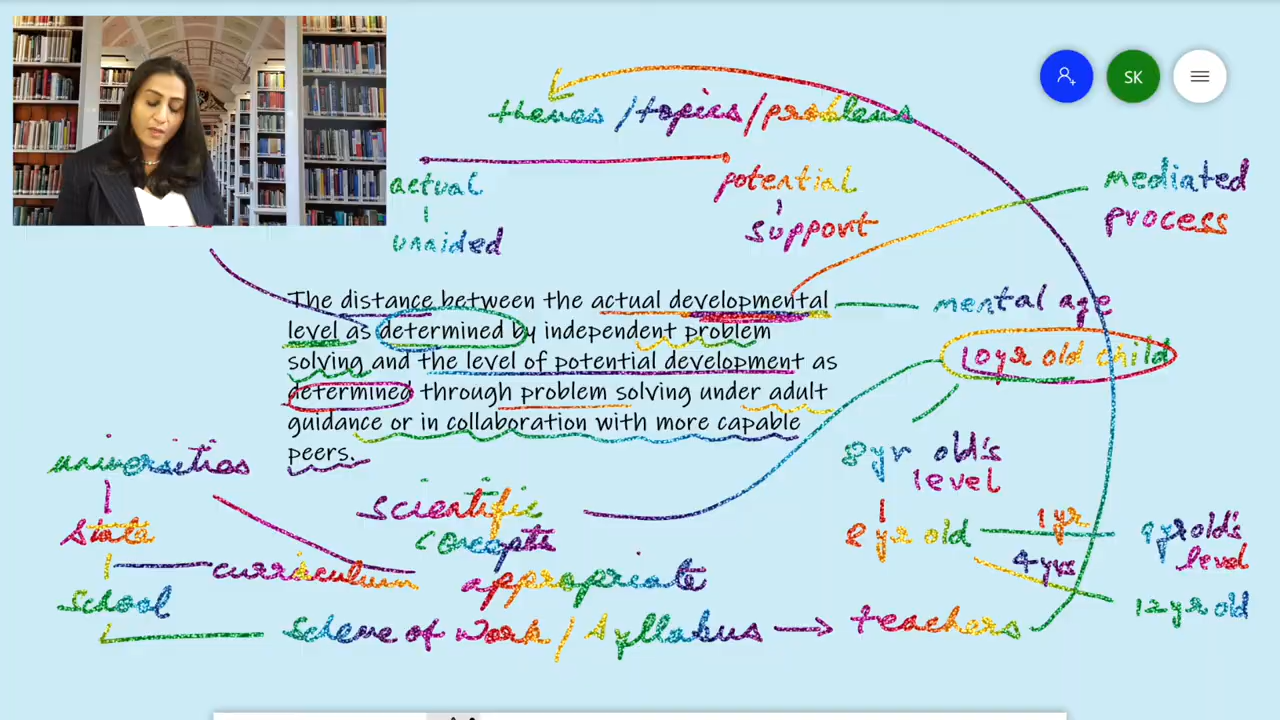 SK
themes /topics/problems
actual
unaided
potential
support
mediated
process
The distance between the actual developmental
level as determined by independent problem
solving and the level of potential development as
determined through problem solving under adult
guidance or in collaboration with more capable
peers.
mental age
10yr old child
8yr old's
level
8 yr old
1yr
9yr old's
level
4yrs
12yr old
universities
state
school
curriculum
scientific
concepts
appropriate
scheme of work / syllabus → teachers